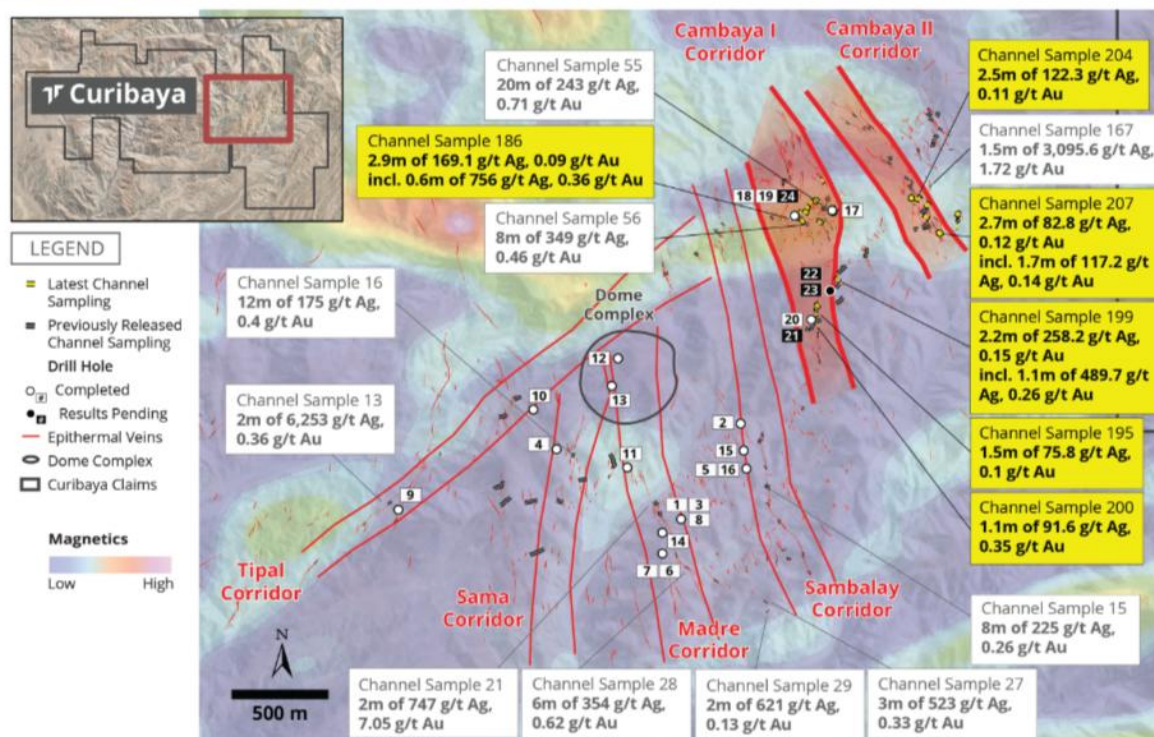 Curibaya
LEGEND
Latest Channel
Sampling
Previously Released
Channel Sampling
Drill Hole
Completed
#
Results Pending
#
Epithermal Veins
Dome Complex
Curibaya Claims
Magnetics
Low
High
Cambaya I
Corridor
Cambaya II
Corridor
Channel Sample 55
20m of 243 g/t Ag,
0.71 g/t Au
Channel Sample 186
2.9m of 169.1 g/t Ag, 0.09 g/t Au
incl. 0.6m of 756 g/t Ag, 0.36 g/t Au
Channel Sample 56
8m of 349 g/t Ag,
0.46 g/t Au
Channel Sample 16
12m of 175 g/t Ag,
0.4 g/t Au
Channel Sample 13
2m of 6,253 g/t Ag,
0.36 g/t Au
Channel Sample 204
2.5m of 122.3 g/t Ag,
0.11 g/t Au
Channel Sample 167
1.5m of 3,095.6 g/t Ag,
1.72 g/t Au
Channel Sample 207
2.7m of 82.8 g/t Ag,
0.12 g/t Au
incl. 1.7m of 117.2 g/t
Ag, 0.14 g/t Au
Channel Sample 199
2.2m of 258.2 g/t Ag,
0.15 g/t Au
incl. 1.1m of 489.7 g/t
Ag, 0.26 g/t Au
Channel Sample 195
1.5m of 75.8 g/t Ag,
0.1 g/t Au
Channel Sample 200
1.1m of 91.6 g/t Ag,
0.35 g/t Au
Channel Sample 15
8m of 225 g/t Ag,
0.26 g/t Au
18 19 24
17
22
23
20
21
Dome
Complex
12
13
10
4
11
2
15
5 16
9
1 3
8
14
7 6
Tipal
Corridor
Sama
Corridor
Madre
Corridor
Sambalay
Corridor
N
500 m
Channel Sample 21
2m of 747 g/t Ag,
7.05 g/t Au
Channel Sample 28
6m of 354 g/t Ag,
0.62 g/t Au
Channel Sample 29
2m of 621 g/t Ag,
0.13 g/t Au
Channel Sample 27
3m of 523 g/t Ag,
0.33 g/t Au